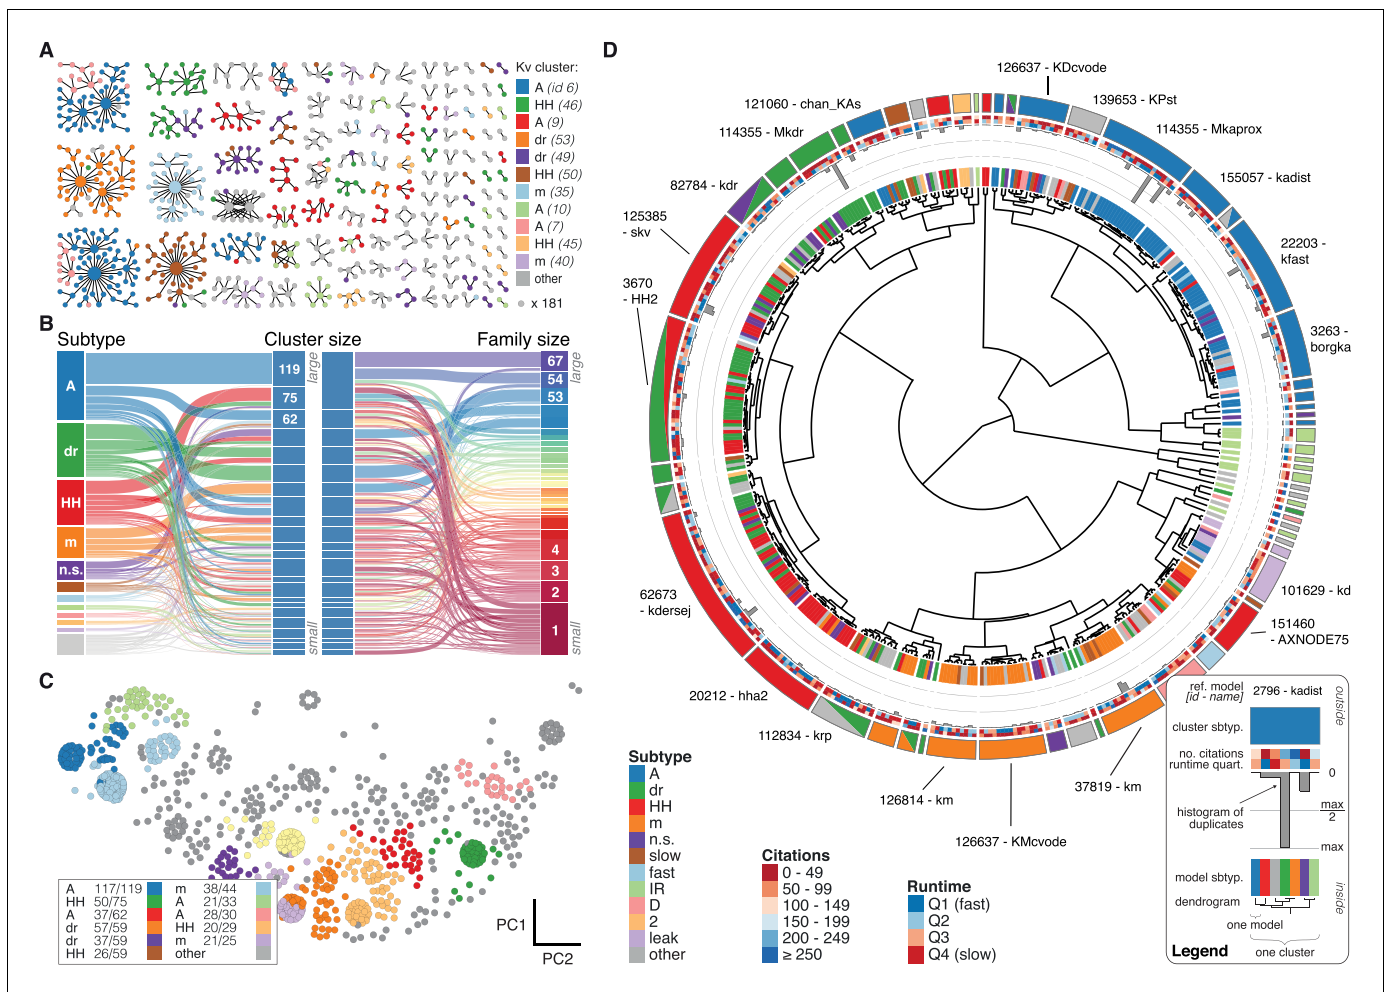 A
Kv cluster:
A (id 6)
HH (46)
A (9)
dr (53)
dr (49)
HH (50)
m (35)
A (10)
A (7)
HH (45)
m (40)
other
x 181
B
Subtype
Cluster size
Family size
A
dr
HH
m
n.s.
119
75
62
large
small
67
54
53
4
3
2
1
large
small
C
A 117/119 m 38/44
HH 50/75 A 21/33
A 37/62 A 28/30
dr 57/59 HH 20/29
dr 37/59 m 21/25
HH 26/59 other
PC1
PC2
D
126637 - KDcvode
139653 - KPst
114355 - Mkaprox
155057 - kadist
22203 -
kfast
3263 -
borgka
101629 - kd
151460
- AXNODE75
37819 - km
126637 - KMcvode
126814 - km
112834 - krp
20212 - hha2
62673
- kdersej
3670
- HH2
125385
- skv
82784 - kdr
114355 - Mkdr
121060 - chan_KAs
Subtype
A
dr
HH
m
n.s.
slow
fast
IR
D
2
leak
other
Citations
0 - 49
50 - 99
100 - 149
150 - 199
200 - 249
≥ 250
Runtime
Q1 (fast)
Q2
Q3
Q4 (slow)
ref. model
[id - name]
2796 - kadist
outside
cluster sbtyp.
no. citations
runtime quart.
0
histogram of
duplicates
max
2
max
model sbtyp.
dendrogram
inside
one model
Legend
one cluster